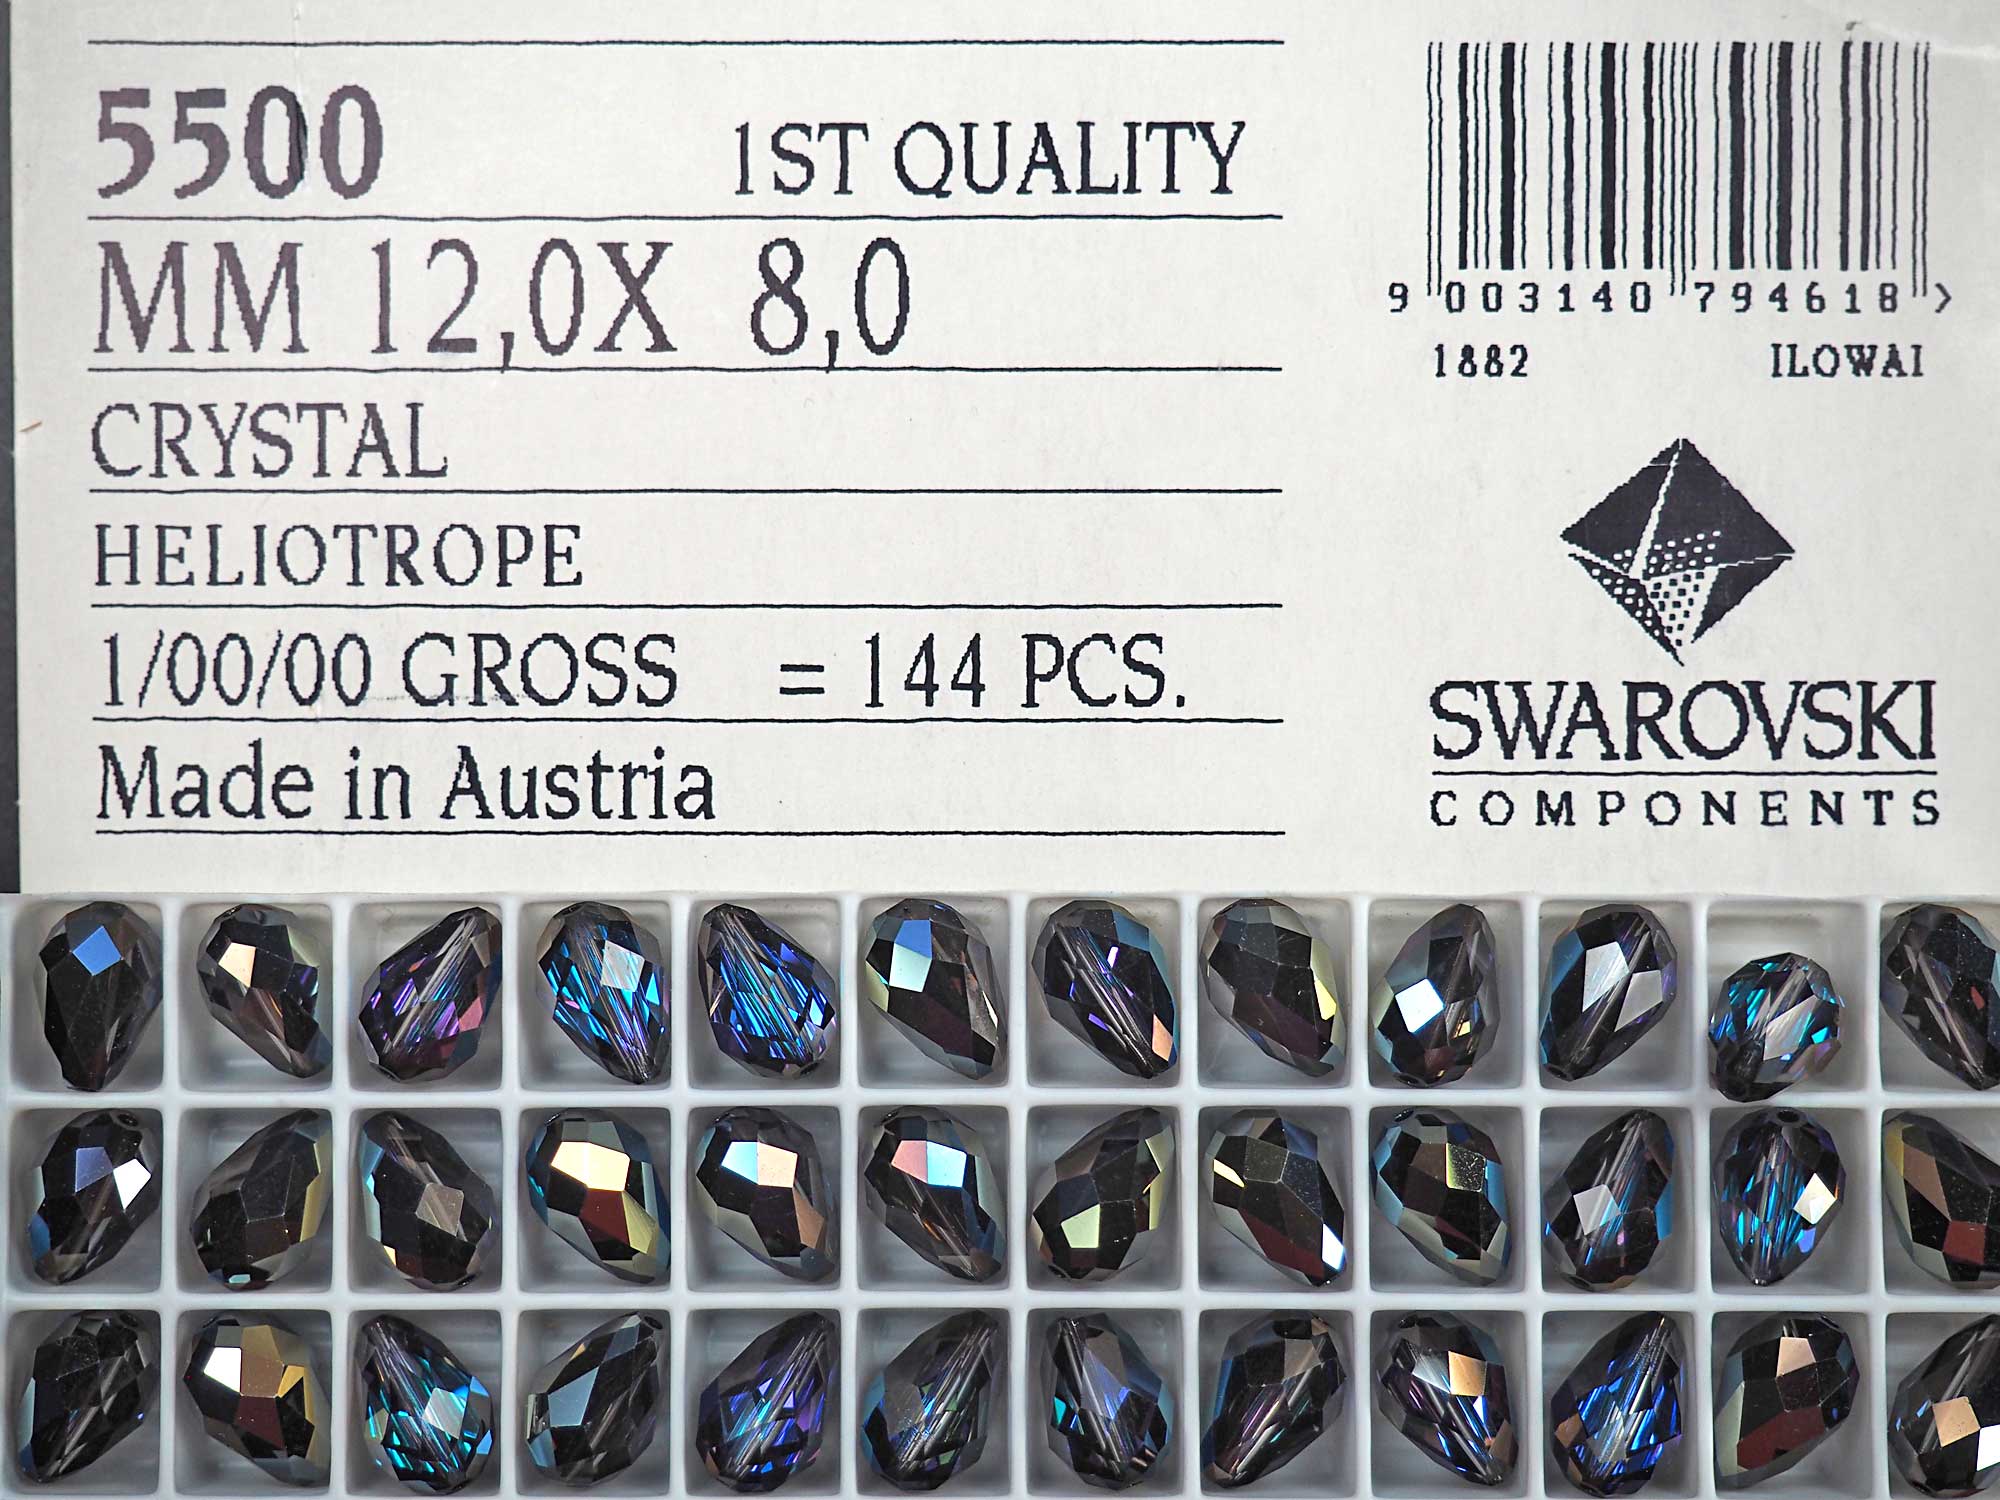 5500 1ST QUALITY
MM 12,0X 8,0
CRYSTAL
HELIOTROPE
1/00/00 GROSS = 144 PCS.
Made in Austria
9 003140 794618 >
1882 ILOWAI
SWAROVSKI
COMPONENTS